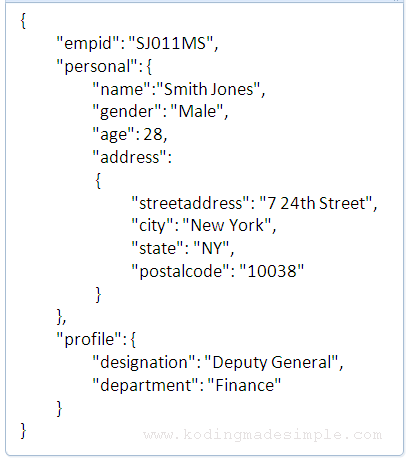 {
"empid": "SJ011MS",
"personal": {
"name":"Smith Jones",
"gender": "Male",
"age": 28,
"address":
{
"streetaddress": "7 24th Street",
"city": "New York",
"state": "NY",
"postalcode": "10038"
}
},
"profile": {
"designation": "Deputy General",
"department": "Finance"
}
}
www.kodingmadesimple.com